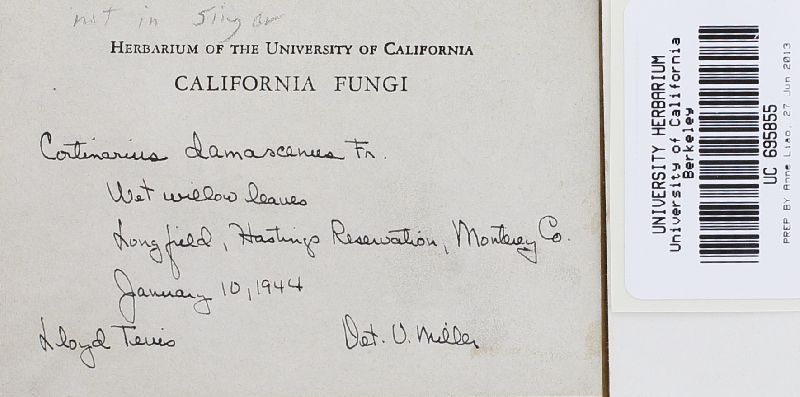 not in Singer
HERBARIUM OF THE UNIVERSITY OF CALIFORNIA
CALIFORNIA FUNGI
Cortinarius damascenus Fr.
Wet willow leaves
Longfield, Hastings Reservation, Monterey Co.
January 10, 1944
Lloyd Tevis
Det. V. Miller
UNIVERSITY HERBARIUM
University of California
Berkeley
UC 695855
PREP BY Anne Liao, 27 Jun 2013